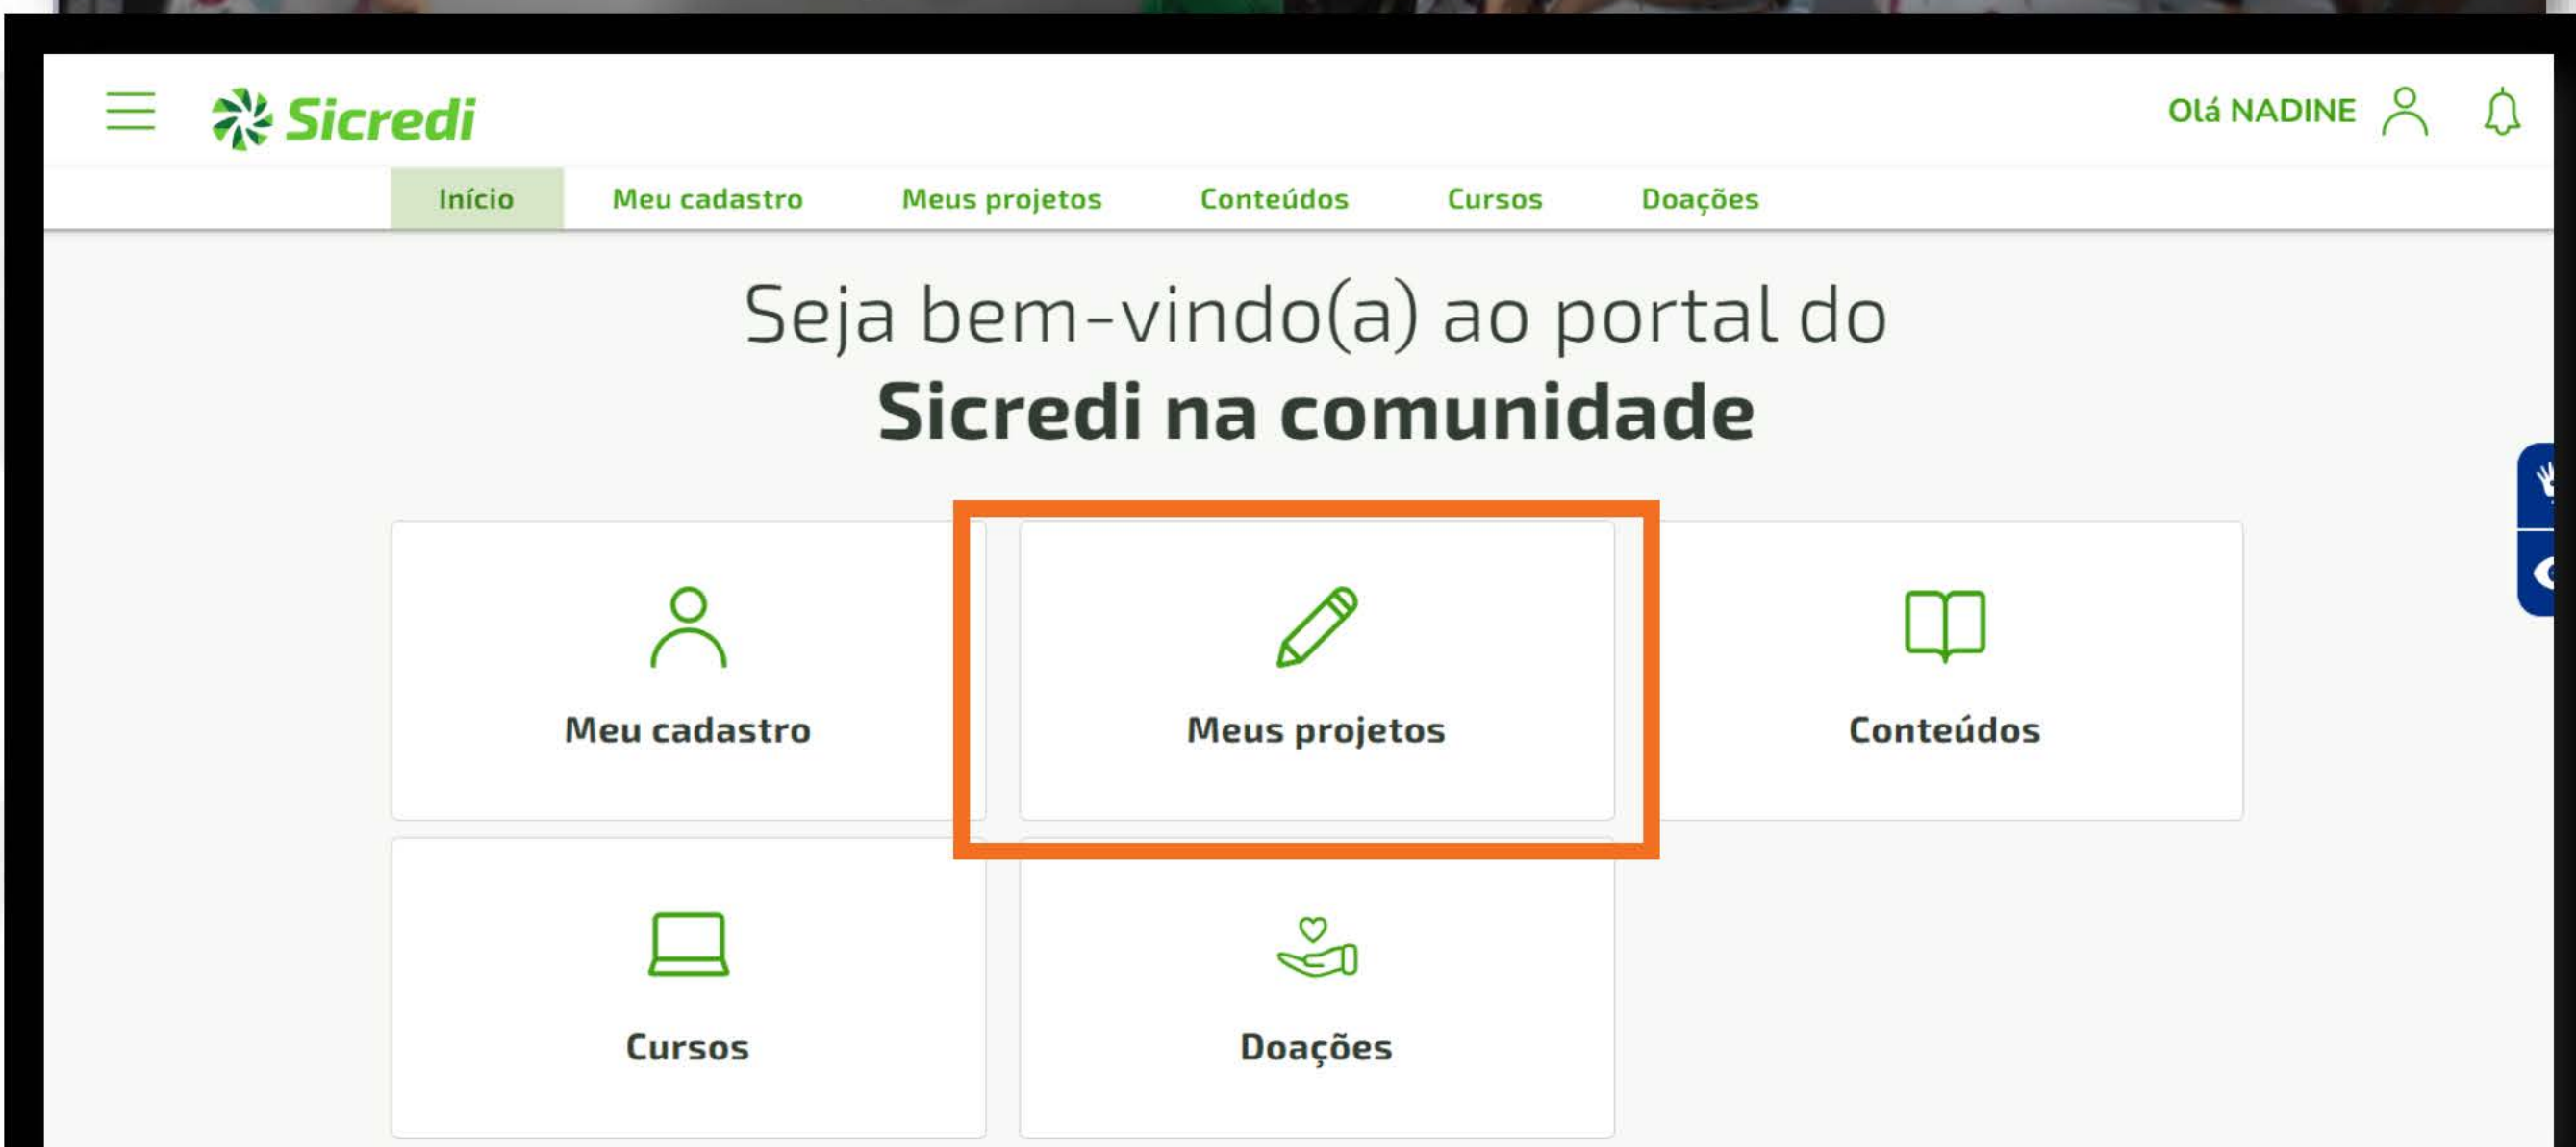 Sicredi
Olá NADINE
Início Meu cadastro Meus projetos Conteúdos Cursos Doações
Seja bem-vindo(a) ao portal do
Sicredi na comunidade
Meu cadastro Meus projetos Conteúdos
Cursos Doações